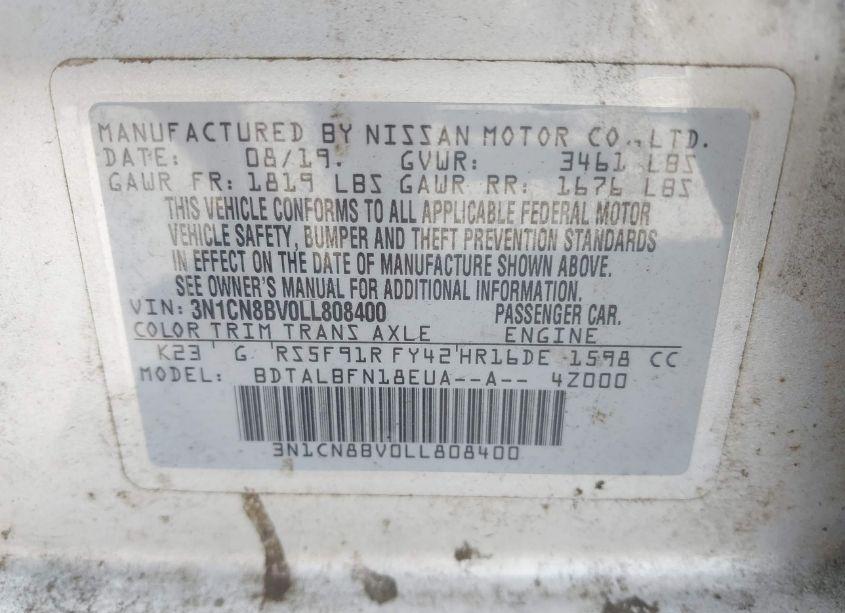 MANUFACTURED BY NISSAN MOTOR CO., LTD.
DATE: 08/19. GVWR: 3461 LBS
GAWR FR: 1819 LBS GAWR RR: 1676 LBS
THIS VEHICLE CONFORMS TO ALL APPLICABLE FEDERAL MOTOR
VEHICLE SAFETY, BUMPER AND THEFT PREVENTION STANDARDS
IN EFFECT ON THE DATE OF MANUFACTURE SHOWN ABOVE.
SEE OWNER'S MANUAL FOR ADDITIONAL INFORMATION.
VIN: 3N1CN8BV0LL808400 PASSENGER CAR.
COLOR TRIM TRANS AXLE ENGINE
K23 G RS5F91R FY42 HR16DE 1598 CC
MODEL: BDTALBFN18EUA--A-- 4Z000
3N1CN8BV0LL808400